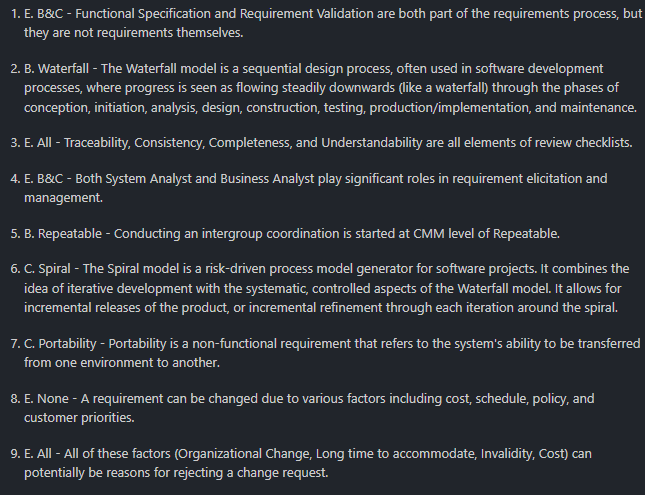 1. E. B&C - Functional Specification and Requirement Validation are both part of the requirements process, but
they are not requirements themselves.
2. B. Waterfall - The Waterfall model is a sequential design process, often used in software development
processes, where progress is seen as flowing steadily downwards (like a waterfall) through the phases of
conception, initiation, analysis, design, construction, testing, production/implementation, and maintenance.
3. E. All - Traceability, Consistency, Completeness, and Understandability are all elements of review checklists.
4. E. B&C - Both System Analyst and Business Analyst play significant roles in requirement elicitation and
management.
5. B. Repeatable - Conducting an intergroup coordination is started at CMM level of Repeatable.
6. C. Spiral - The Spiral model is a risk-driven process model generator for software projects. It combines the
idea of iterative development with the systematic, controlled aspects of the Waterfall model. It allows for
incremental releases of the product, or incremental refinement through each iteration around the spiral.
7. C. Portability - Portability is a non-functional requirement that refers to the system's ability to be transferred
from one environment to another.
8. E. None - A requirement can be changed due to various factors including cost, schedule, policy, and
customer priorities.
9. E. All - All of these factors (Organizational Change, Long time to accommodate, Invalidity, Cost) can
potentially be reasons for rejecting a change request.